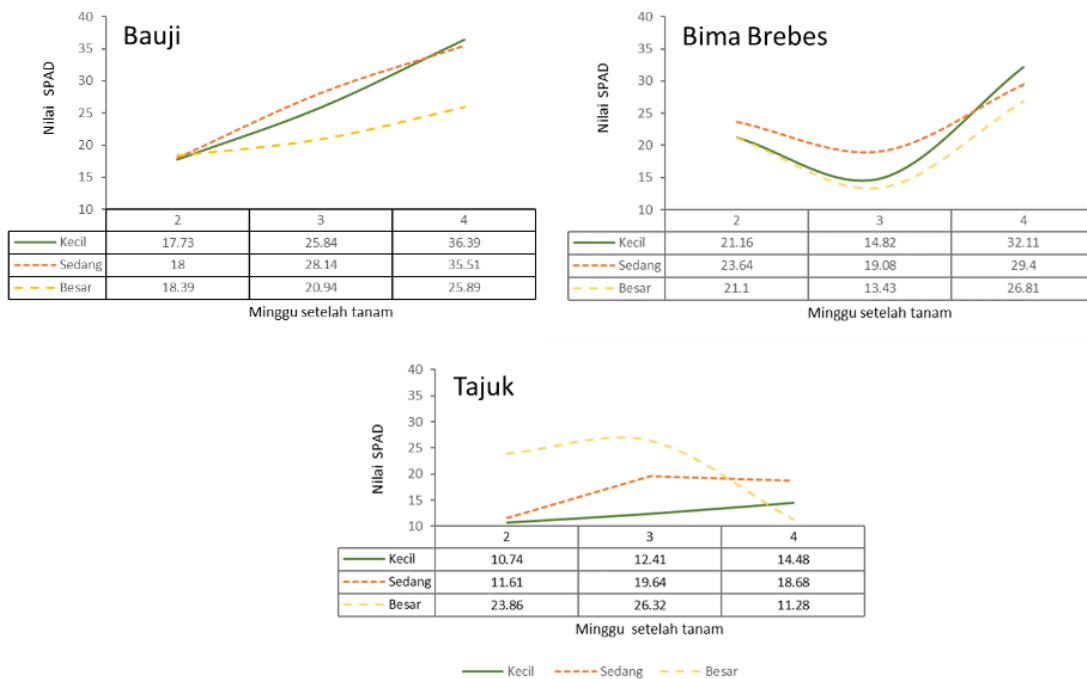 Bauji
Nilai SPAD
40
35
30
25
20
15
10
2 3 4
Kecil 17.73 25.84 36.39
Sedang 18 28.14 35.51
Besar 18.39 20.94 25.89
Minggu setelah tanam
Bima Brebes
Nilai SPAD
40
35
30
25
20
15
10
2 3 4
Kecil 21.16 14.82 32.11
Sedang 23.64 19.08 29.4
Besar 21.1 13.43 26.81
Minggu setelah tanam
Tajuk
Nilai SPAD
40
35
30
25
20
15
10
2 3 4
Kecil 10.74 12.41 14.48
Sedang 11.61 19.64 18.68
Besar 23.86 26.32 11.28
Minggu setelah tanam
Kecil Sedang Besar